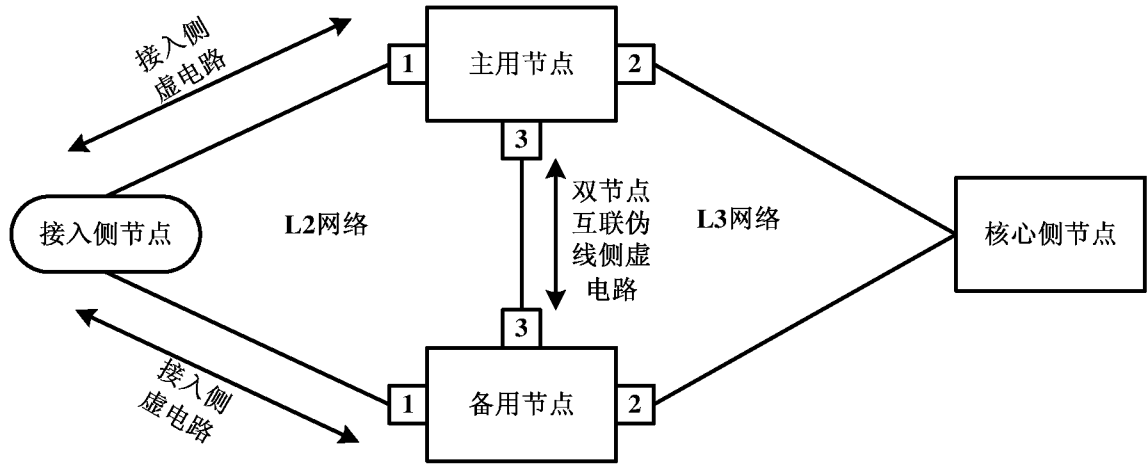 接入侧
虚电路
1
主用节点
2
3
接入侧节点
L2网络
双节点
互联伪
线侧虚
电路
L3网络
核心侧节点
3
接入侧
虚电路
1
备用节点
2